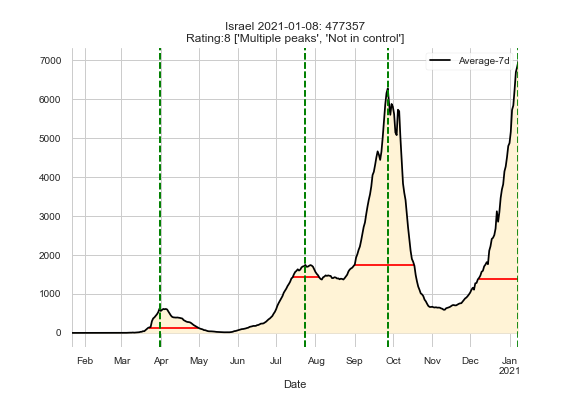 Israel 2021-01-08: 477357
Rating:8 ['Multiple peaks', 'Not in control']
Average-7d
7000
6000
5000
4000
3000
2000
1000
0
Feb Mar Apr May Jun Jul Aug Sep Oct Nov Dec Jan
2021
Date